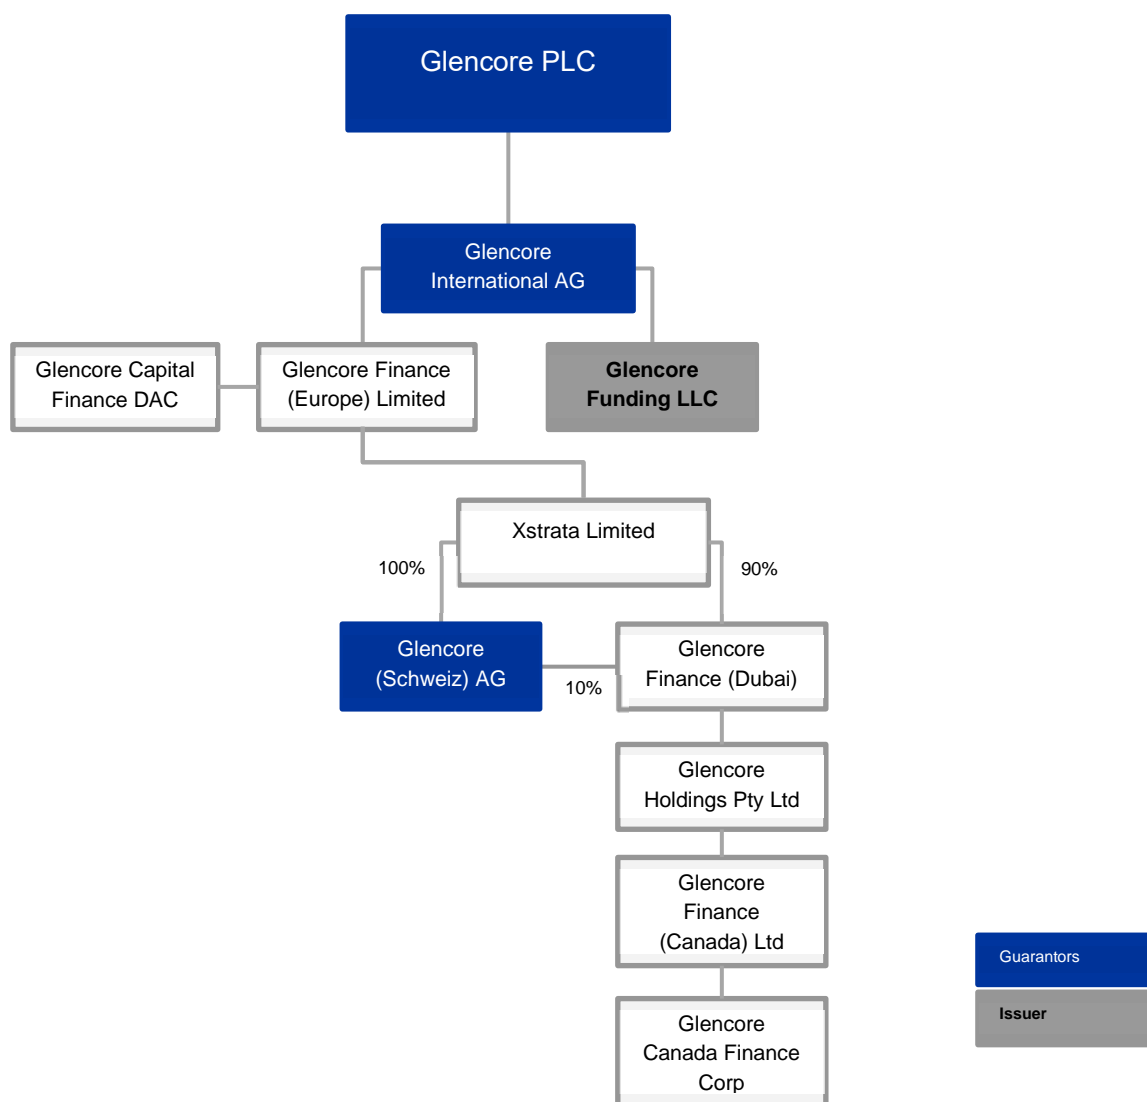 Glencore PLC
Glencore
International AG
Glencore Capital
Finance DAC
Glencore Finance
(Europe) Limited
Glencore
Funding LLC
Xstrata Limited
100%
90%
Glencore
(Schweiz) AG
10%
Glencore
Finance (Dubai)
Glencore
Holdings Pty Ltd
Glencore
Finance
(Canada) Ltd
Glencore
Canada Finance
Corp
Guarantors
Issuer